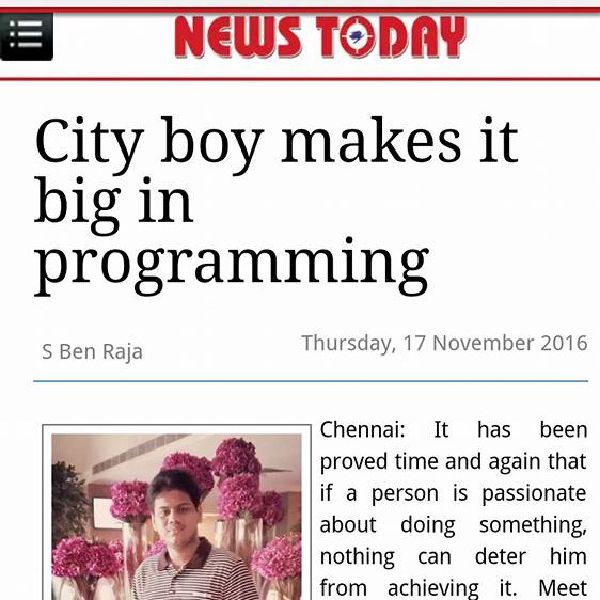 NEWS TODAY
City boy makes it
big in
programming
S Ben Raja
Thursday, 17 November 2016
Chennai: It has been
proved time and again that
if a person is passionate
about doing something,
nothing can deter him
from achieving it. Meet